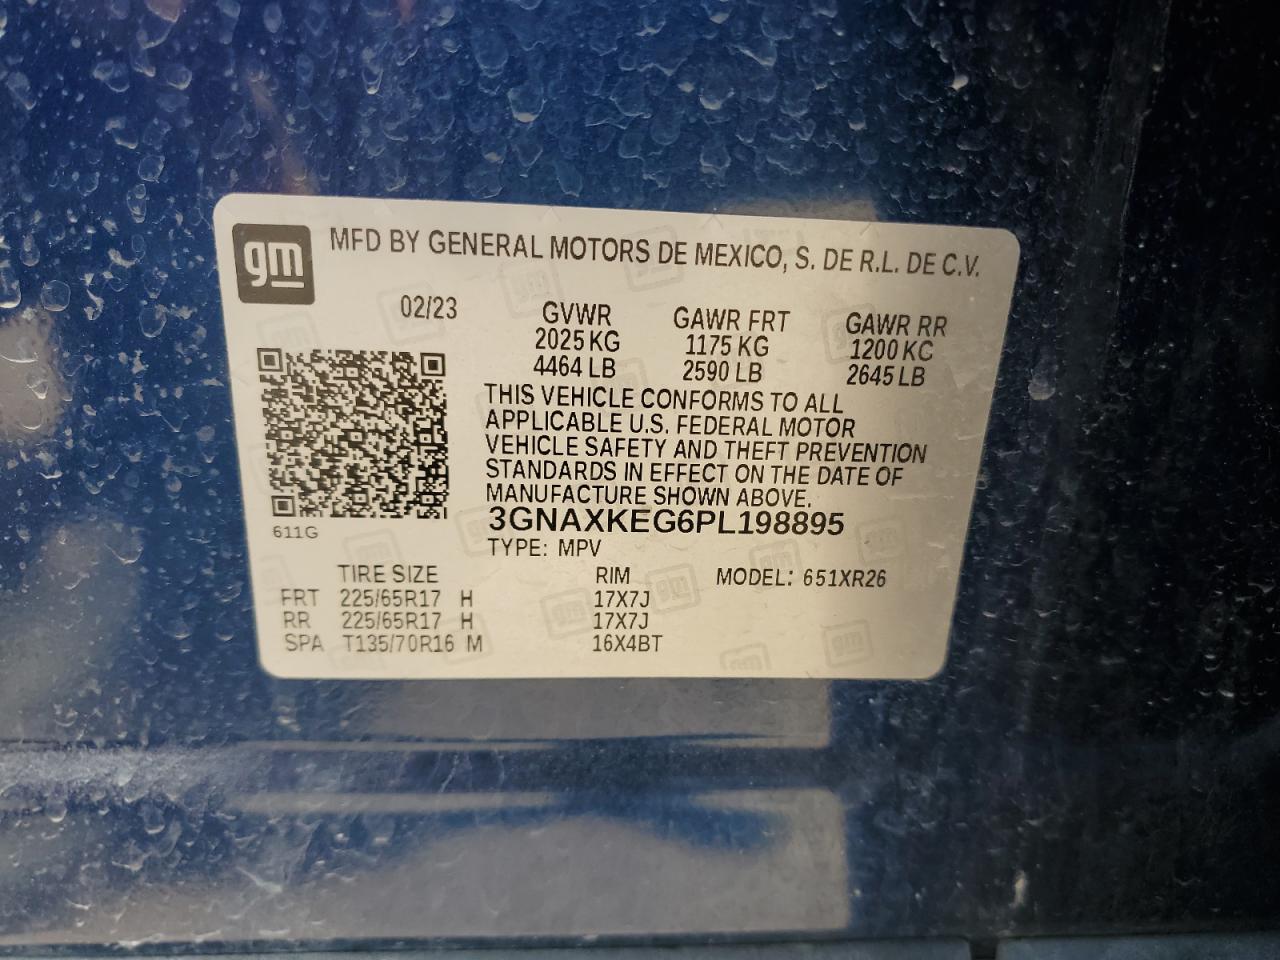 gm MFD BY GENERAL MOTORS DE MEXICO, S. DE R.L. DE C.V.
02/23 GVWR GAWR FRT GAWR RR
2025 KG 1175 KG 1200 KG
4464 LB 2590 LB 2645 LB
THIS VEHICLE CONFORMS TO ALL
APPLICABLE U.S. FEDERAL MOTOR
VEHICLE SAFETY AND THEFT PREVENTION
STANDARDS IN EFFECT ON THE DATE OF
MANUFACTURE SHOWN ABOVE.
3GNAXKEG6PL198895
611G
TYPE: MPV
TIRE SIZE RIM MODEL: 651XR26
FRT 225/65R17 H 17X7J
RR 225/65R17 H 17X7J
SPA T135/70R16 M 16X4BT